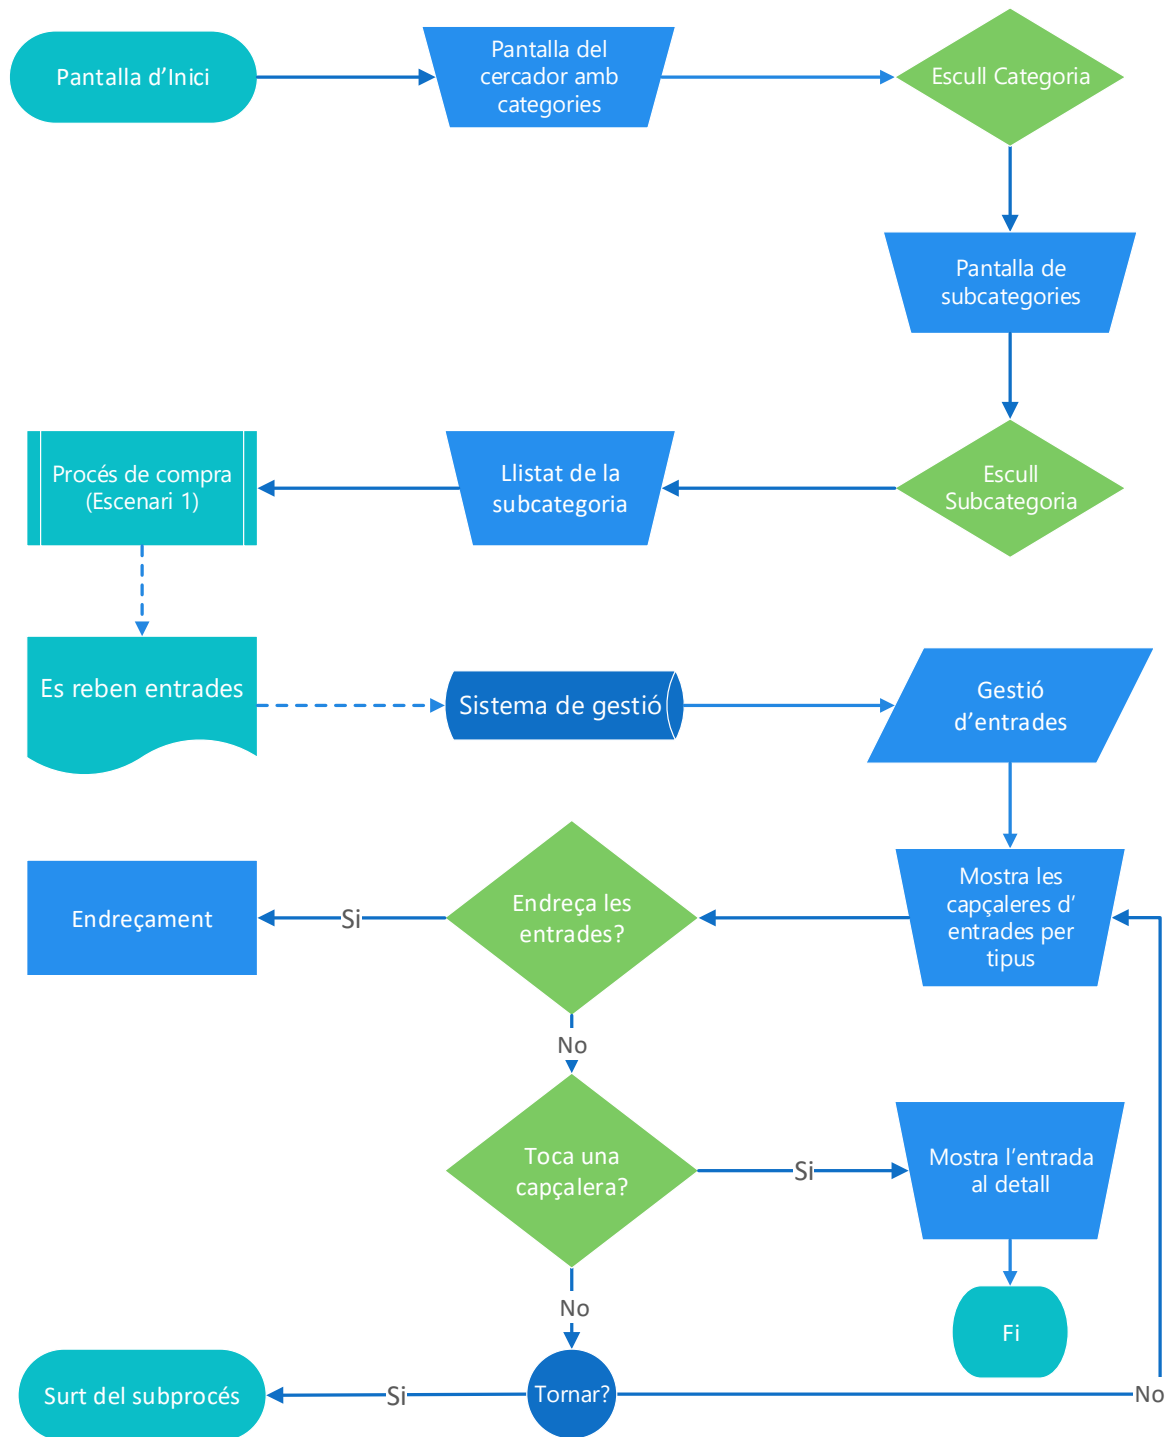 Pantalla d’Inici
Pantalla del
cercador amb
categories
Escull Categoria
Pantalla de
subcategories
Procés de compra
(Escenari 1)
Llistat de la
subcategoria
Escull
Subcategoria
Es reben entrades
Sistema de gestió
Gestió
d’entrades
Endreçament
Si
Endreça les
entrades?
Mostra les
capçaleres d’
entrades per
tipus
No
Toca una
capçalera?
Si
Mostra l’entrada
al detall
No
Fi
Surt del subprocés
Si
Tornar?
No